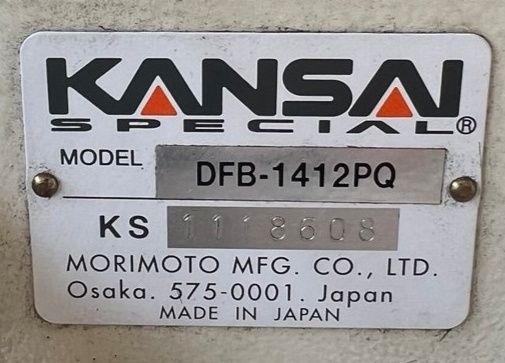 KANSAI
SPECIAL®
MODEL DFB-1412PQ
KS 1118608
MORIMOTO MFG. CO., LTD.
Osaka. 575-0001. Japan
MADE IN JAPAN